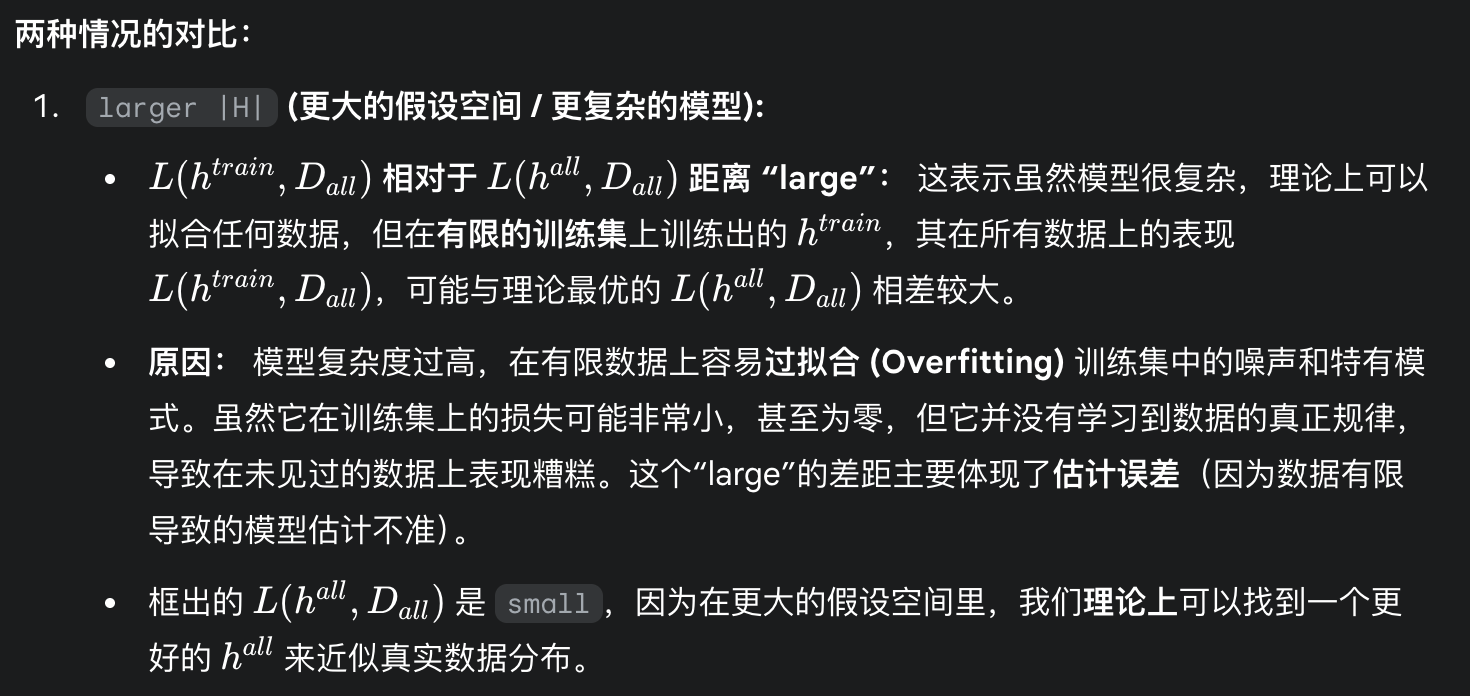 两种情况的对比：
1. larger |H| (更大的假设空间 / 更复杂的模型):
• L(h^{train}, D_{all}) 相对于 L(h^{all}, D_{all}) 距离 “large”： 这表示虽然模型很复杂，理论上可以
拟合任何数据，但在有限的训练集上训练出的 h^{train}，其在所有数据上的表现
L(h^{train}, D_{all})，可能与理论最优的 L(h^{all}, D_{all}) 相差较大。
• 原因： 模型复杂度过高，在有限数据上容易过拟合 (Overfitting) 训练集中的噪声和特有模
式。虽然它在训练集上的损失可能非常小，甚至为零，但它并没有学习到数据的真正规律，
导致在未见过的数据上表现糟糕。这个“large”的差距主要体现了估计误差（因为数据有限
导致的模型估计不准）。
• 框出的 L(h^{all}, D_{all}) 是 small，因为在更大的假设空间里，我们理论上可以找到一个更
好的 h^{all} 来近似真实数据分布。